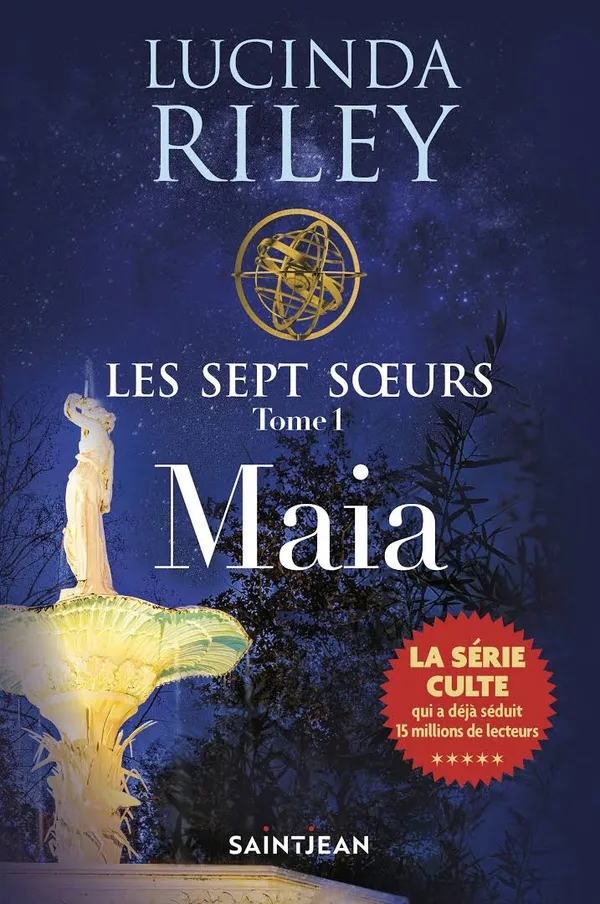 LUCINDA
RILEY
LES SEPT SŒURS
Tome 1
Maia
LA SÉRIE
CULTE
qui a déjà séduit
15 millions de lecteurs
★★★★★
SAINTJEAN